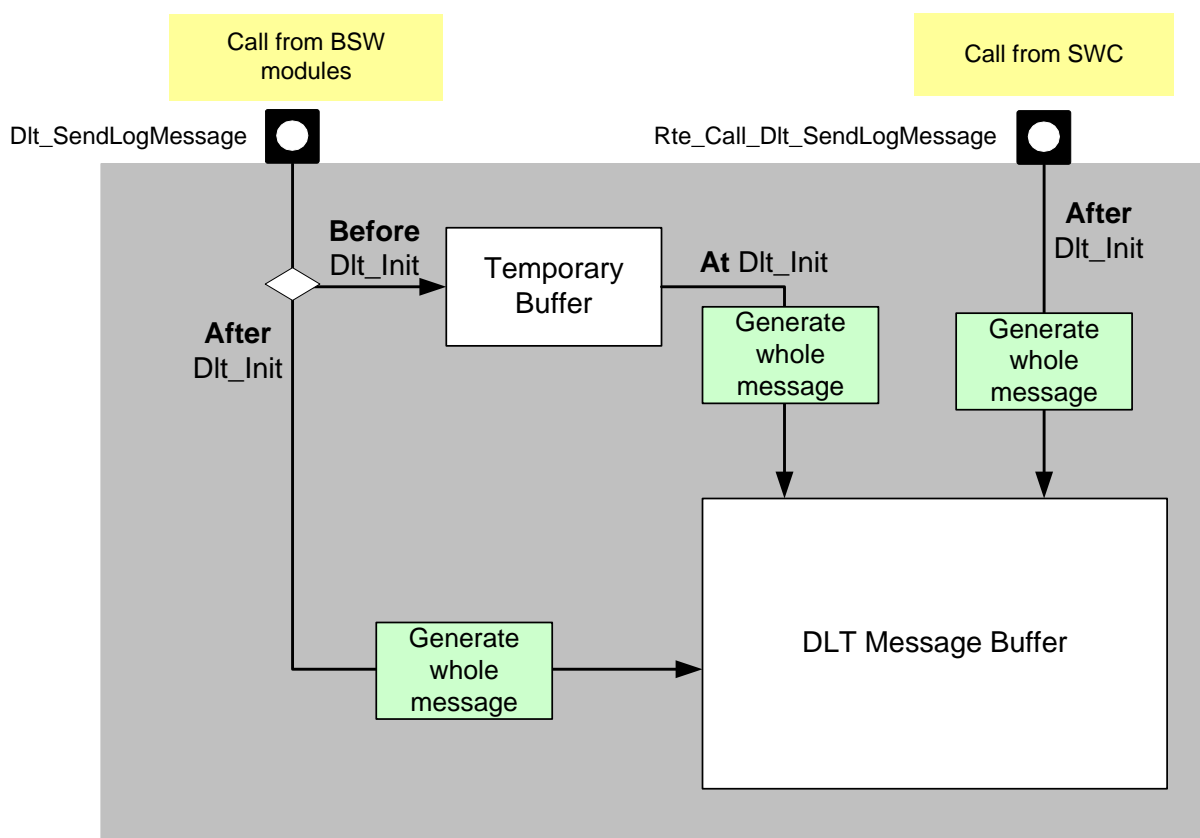 Call from BSW
modules
Call from SWC
Dlt_SendLogMessage
Rte_Call_Dlt_SendLogMessage
Before
Dlt_Init
Temporary
Buffer
At Dlt_Init
After
Dlt_Init
After
Dlt_Init
Generate
whole
message
Generate
whole
message
Generate
whole
message
DLT Message Buffer